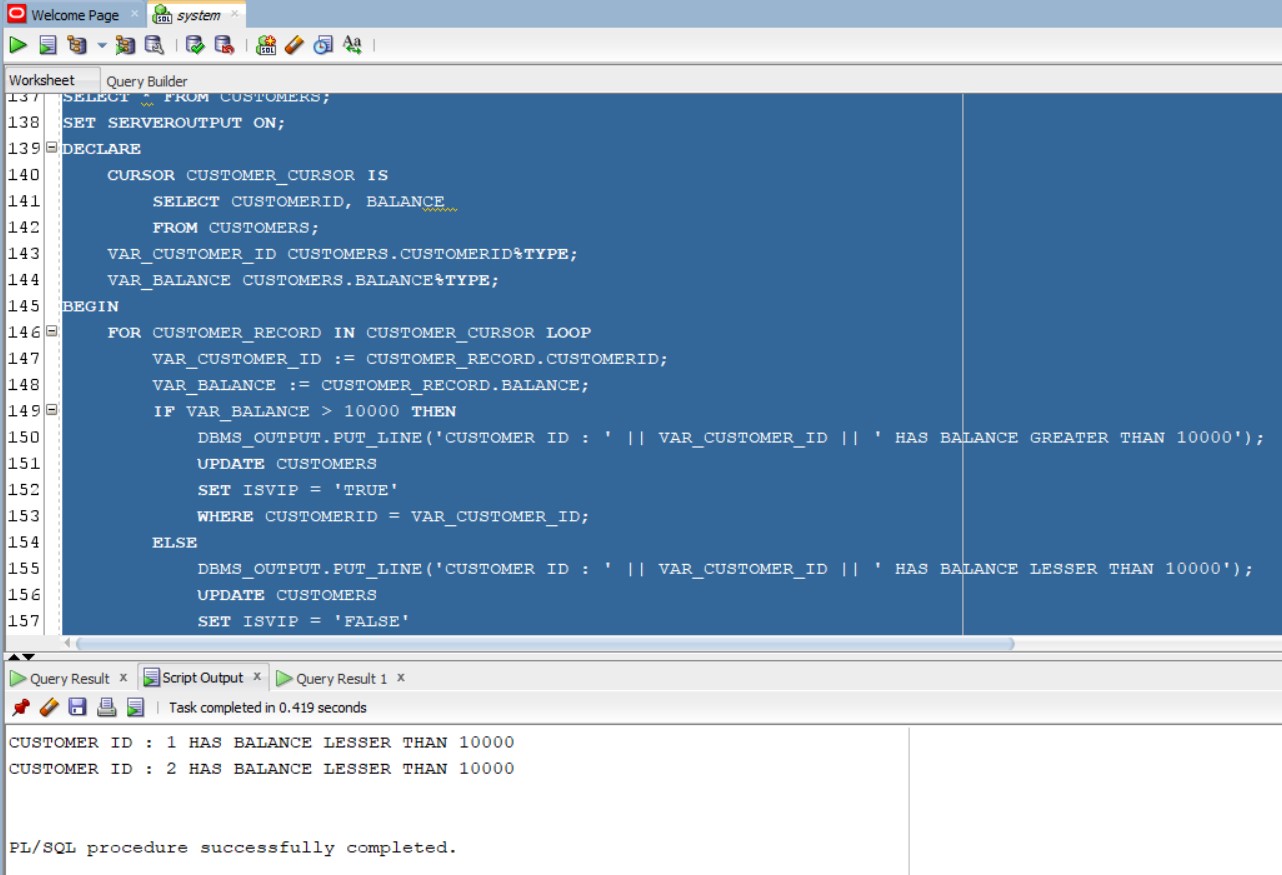 Welcome Page
system
Worksheet
Query Builder
137 SELECT * FROM CUSTOMERS;
138 SET SERVEROUTPUT ON;
139 DECLARE
140 CURSOR CUSTOMER_CURSOR IS
141 SELECT CUSTOMERID, BALANCE
142 FROM CUSTOMERS;
143 VAR_CUSTOMER_ID CUSTOMERS.CUSTOMERID%TYPE;
144 VAR_BALANCE CUSTOMERS.BALANCE%TYPE;
145 BEGIN
146 FOR CUSTOMER_RECORD IN CUSTOMER_CURSOR LOOP
147 VAR_CUSTOMER_ID := CUSTOMER_RECORD.CUSTOMERID;
148 VAR_BALANCE := CUSTOMER_RECORD.BALANCE;
149 IF VAR_BALANCE > 10000 THEN
150 DBMS_OUTPUT.PUT_LINE('CUSTOMER ID : ' || VAR_CUSTOMER_ID || ' HAS BALANCE GREATER THAN 10000');
151 UPDATE CUSTOMERS
152 SET ISVIP = 'TRUE'
153 WHERE CUSTOMERID = VAR_CUSTOMER_ID;
154 ELSE
155 DBMS_OUTPUT.PUT_LINE('CUSTOMER ID : ' || VAR_CUSTOMER_ID || ' HAS BALANCE LESSER THAN 10000');
156 UPDATE CUSTOMERS
157 SET ISVIP = 'FALSE'
Query Result x Script Output x Query Result 1 x
Task completed in 0.419 seconds
CUSTOMER ID : 1 HAS BALANCE LESSER THAN 10000
CUSTOMER ID : 2 HAS BALANCE LESSER THAN 10000
PL/SQL procedure successfully completed.